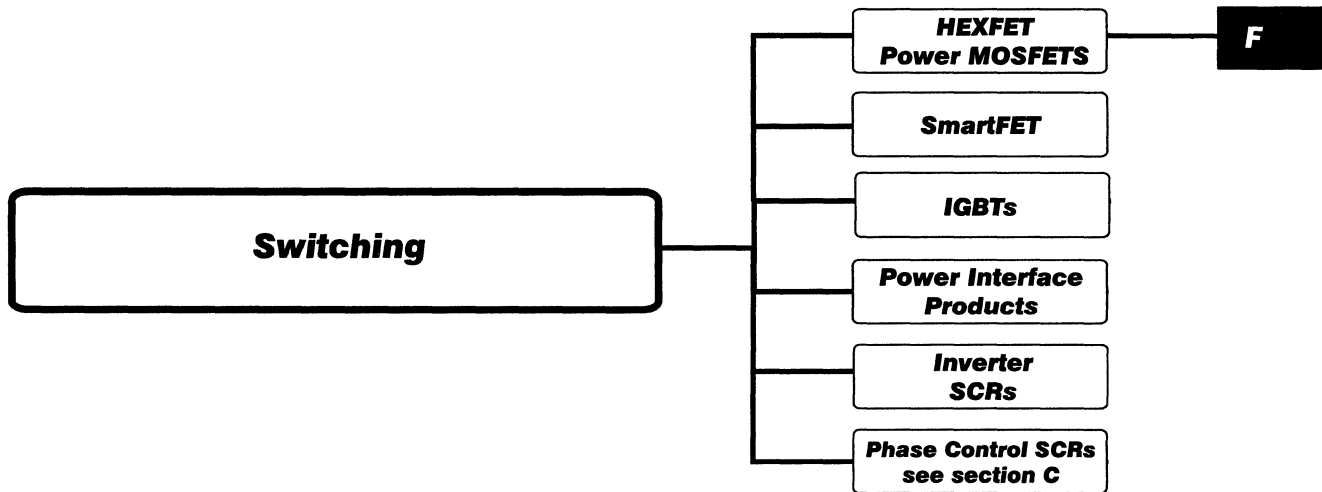 HEXFET
Power MOSFETS
F
SmartFET
IGBTs
Switching
Power Interface
Products
Inverter
SCRs
Phase Control SCRs
see section C